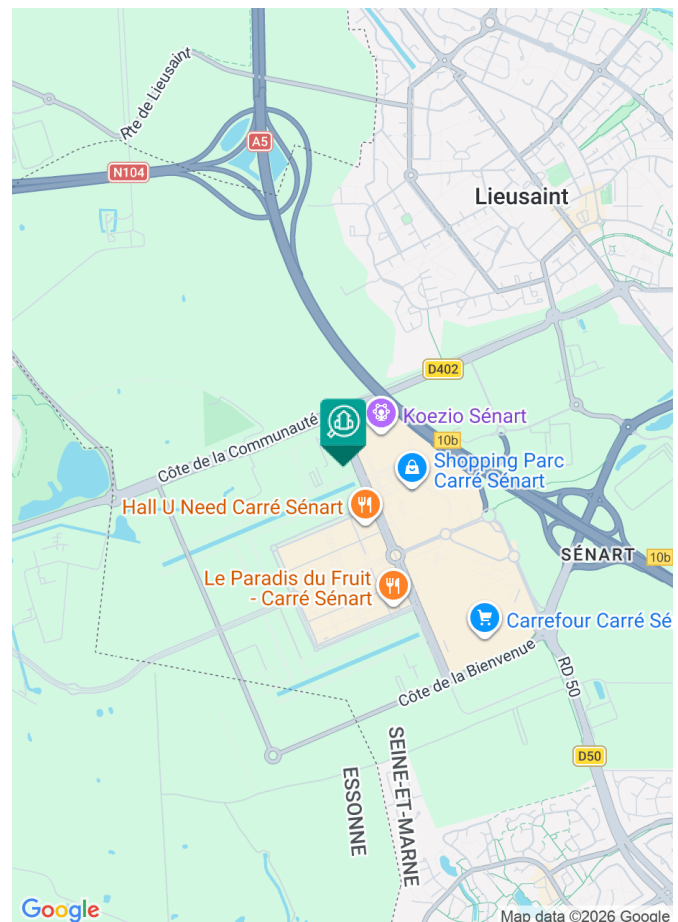 Rte de Lieusaint
A5
N104
Lieusaint
D402
Koezio Sénart
Côte de la Communauté
10b
Shopping Parc
Carré Sénart
Hall U Need Carré Sénart
SÉNART
10b
Le Paradis du Fruit
- Carré Sénart
Carrefour Carré Sé
Côte de la Bienvenue
RD 50
SEINE-ET-MARNE
ESSONNE
D50
Google
Map data ©2026 Google